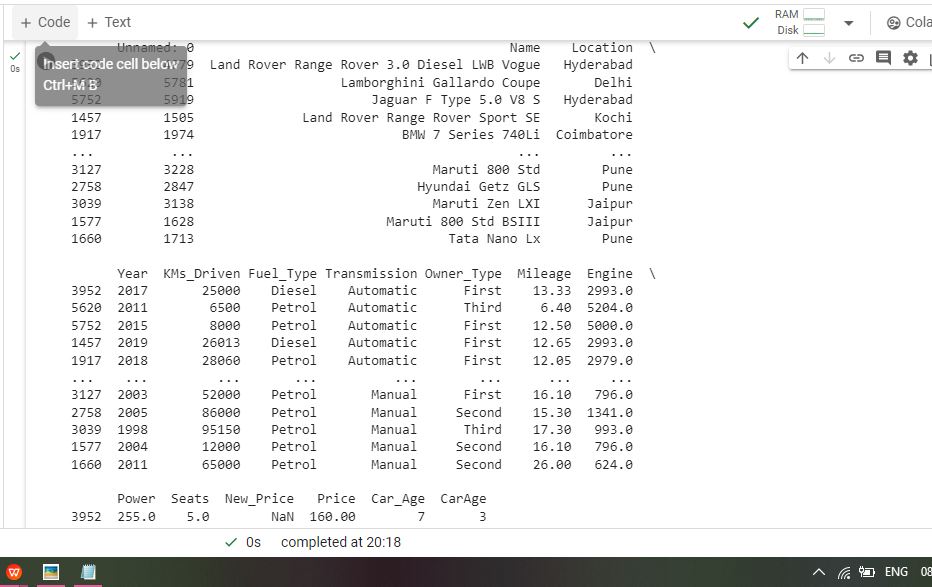 + Code + Text
RAM
Disk
Cola
Insert code cell below
Ctrl+M B
0s
Unnamed: 0 Name Location \
Land Rover Range Rover 3.0 Diesel LWB Vogue Hyderabad
5781 Lamborghini Gallardo Coupe Delhi
5752 5919 Jaguar F Type 5.0 V8 S Hyderabad
1457 1505 Land Rover Range Rover Sport SE Kochi
1917 1974 BMW 7 Series 740Li Coimbatore
... ... ... ...
3127 3228 Maruti 800 Std Pune
2758 2847 Hyundai Getz GLS Pune
3039 3138 Maruti Zen LXI Jaipur
1577 1628 Maruti 800 Std BSIII Jaipur
1660 1713 Tata Nano Lx Pune
Year KMs_Driven Fuel_Type Transmission Owner_Type Mileage Engine \
3952 2017 25000 Diesel Automatic First 13.33 2993.0
5620 2011 6500 Petrol Automatic Third 6.40 5204.0
5752 2015 8000 Petrol Automatic First 12.50 5000.0
1457 2019 26013 Diesel Automatic First 12.65 2993.0
1917 2018 28060 Petrol Automatic First 12.05 2979.0
... ... ... ... ... ... ... ...
3127 2003 52000 Petrol Manual First 16.10 796.0
2758 2005 86000 Petrol Manual Second 15.30 1341.0
3039 1998 95150 Petrol Manual Third 17.30 993.0
1577 2004 12000 Petrol Manual Second 16.10 796.0
1660 2011 65000 Petrol Manual Second 26.00 624.0
Power Seats New_Price Price Car_Age CarAge
3952 255.0 5.0 NaN 160.00 7 3
0s completed at 20:18
ENG 08